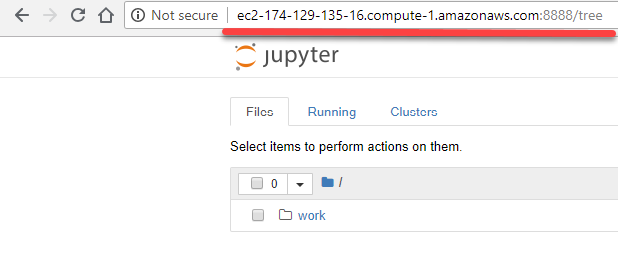 Not secure | ec2-174-129-135-16.compute-1.amazonaws.com:8888/tree
jupyter
Files Running Clusters
Select items to perform actions on them.
0 /
work